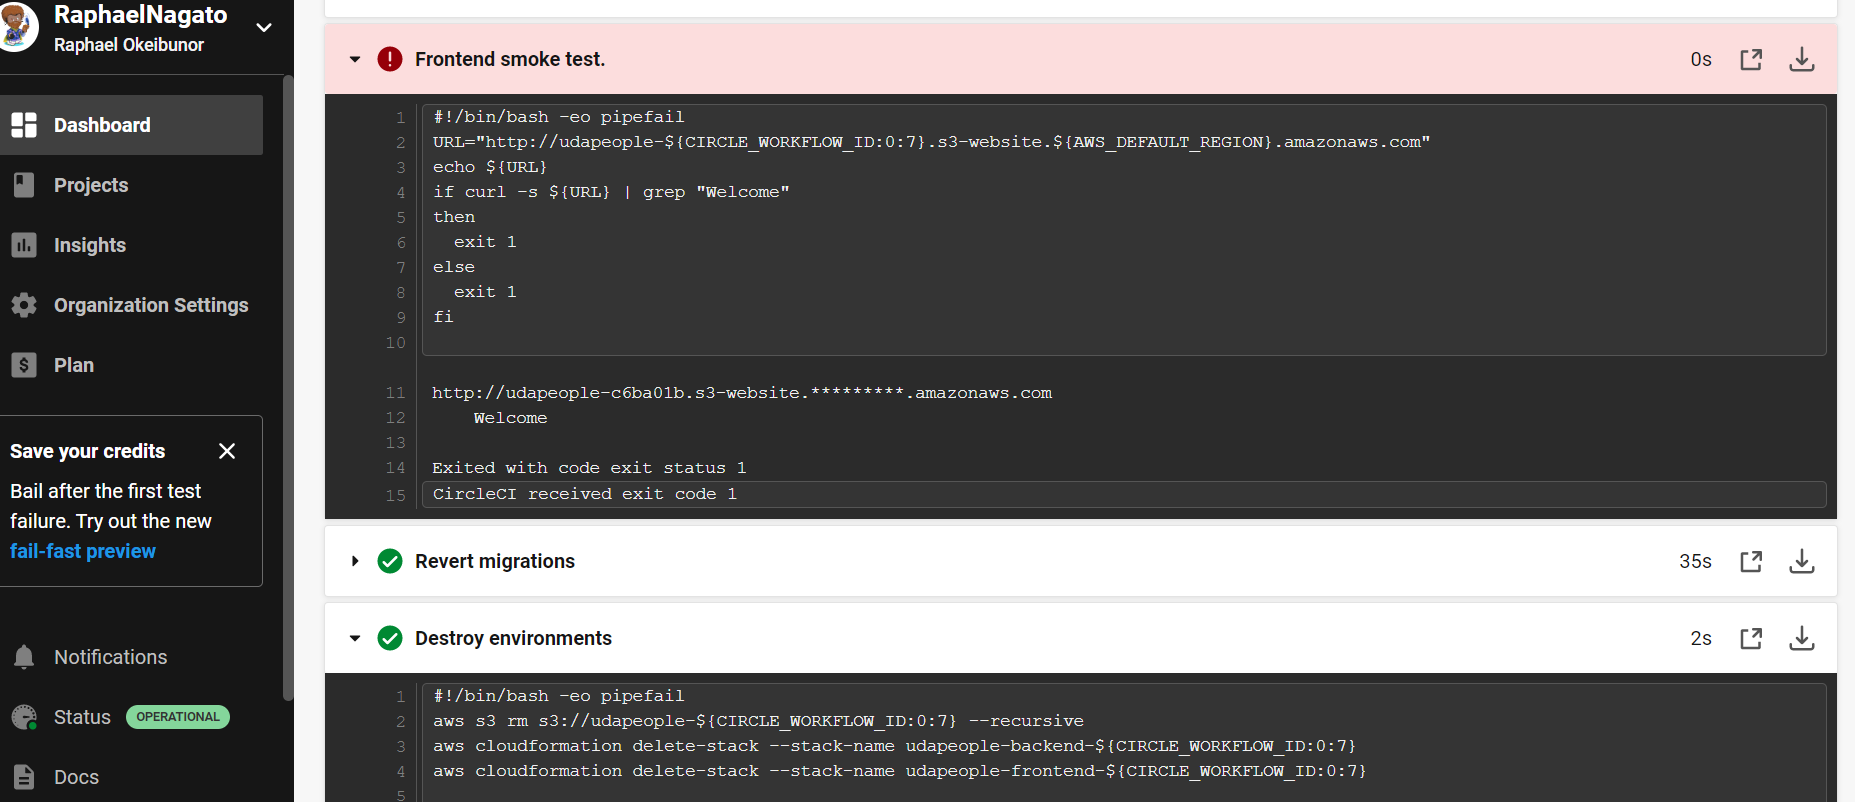 RaphaelNagato
Raphael Okeibunor
Dashboard
Projects
Insights
Organization Settings
Plan
Save your credits
Bail after the first test
failure. Try out the new
fail-fast preview
Notifications
Status OPERATIONAL
Docs
Frontend smoke test. 0s
1 #!/bin/bash -eo pipefail
2 URL="http://udapeople-${CIRCLE_WORKFLOW_ID:0:7}.s3-website.${AWS_DEFAULT_REGION}.amazonaws.com"
3 echo ${URL}
4 if curl -s ${URL} | grep "Welcome"
5 then
6 exit 1
7 else
8 exit 1
9 fi
10
11 http://udapeople-c6ba01b.s3-website.*********.amazonaws.com
12 Welcome
13
14 Exited with code exit status 1
15 CircleCI received exit code 1
Revert migrations 35s
Destroy environments 2s
1 #!/bin/bash -eo pipefail
2 aws s3 rm s3://udapeople-${CIRCLE_WORKFLOW_ID:0:7} --recursive
3 aws cloudformation delete-stack --stack-name udapeople-backend-${CIRCLE_WORKFLOW_ID:0:7}
4 aws cloudformation delete-stack --stack-name udapeople-frontend-${CIRCLE_WORKFLOW_ID:0:7}
5